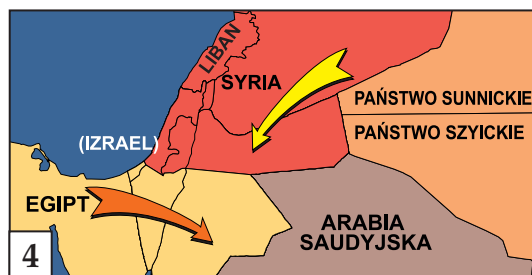 LIBAN
SYRIA
PAŃSTWO SUNNICKIE
PAŃSTWO SZYICKIE
(IZRAEL)
EGIPT
ARABIA
SAUDYJSKA
4